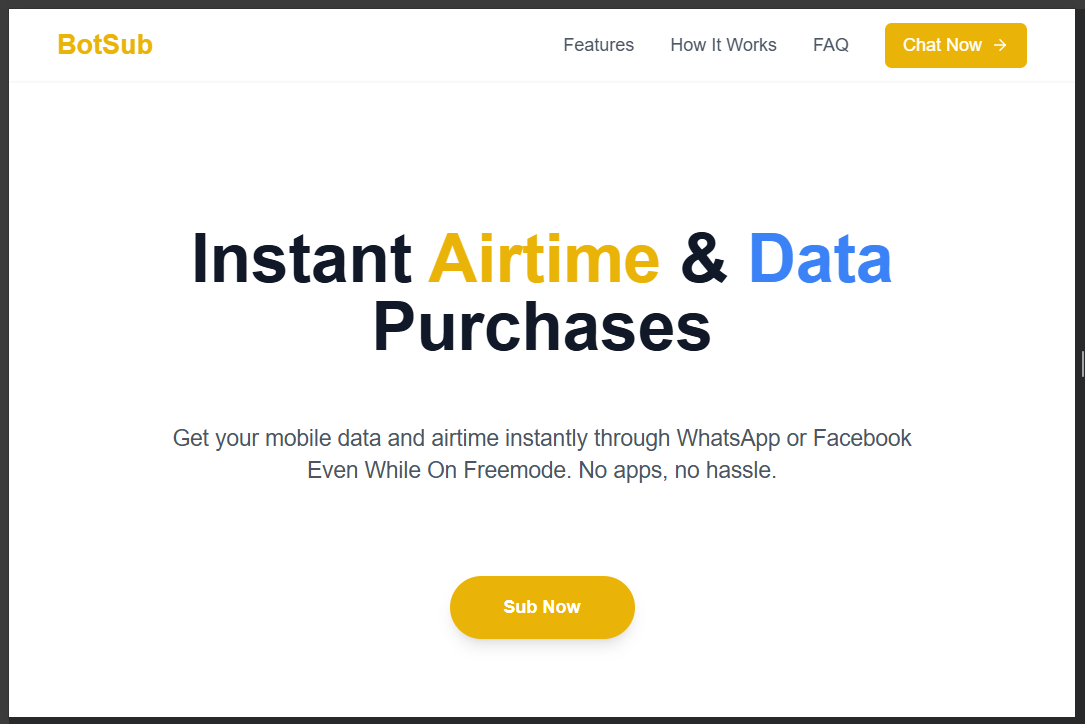 BotSub
Features
How It Works
FAQ
Chat Now
Instant Airtime & Data
Purchases
Get your mobile data and airtime instantly through WhatsApp or Facebook
Even While On Freemode. No apps, no hassle.
Sub Now